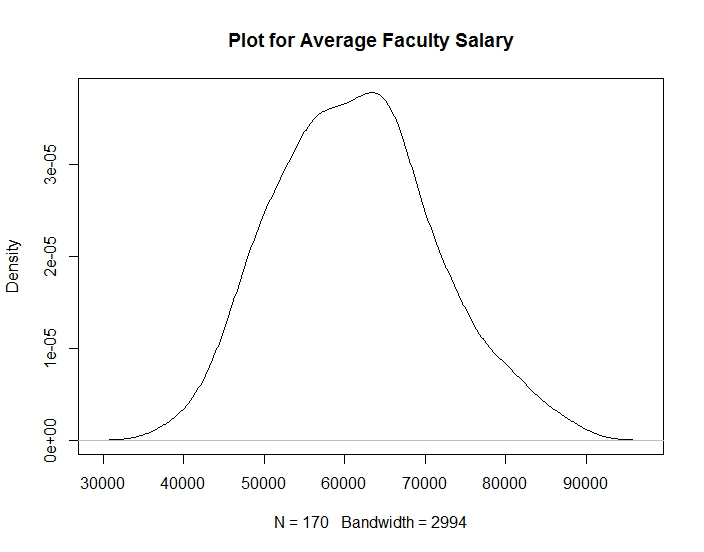 Plot for Average Faculty Salary
Density
3e-05
2e-05
1e-05
0e+00
30000 40000 50000 60000 70000 80000 90000
N = 170 Bandwidth = 2994